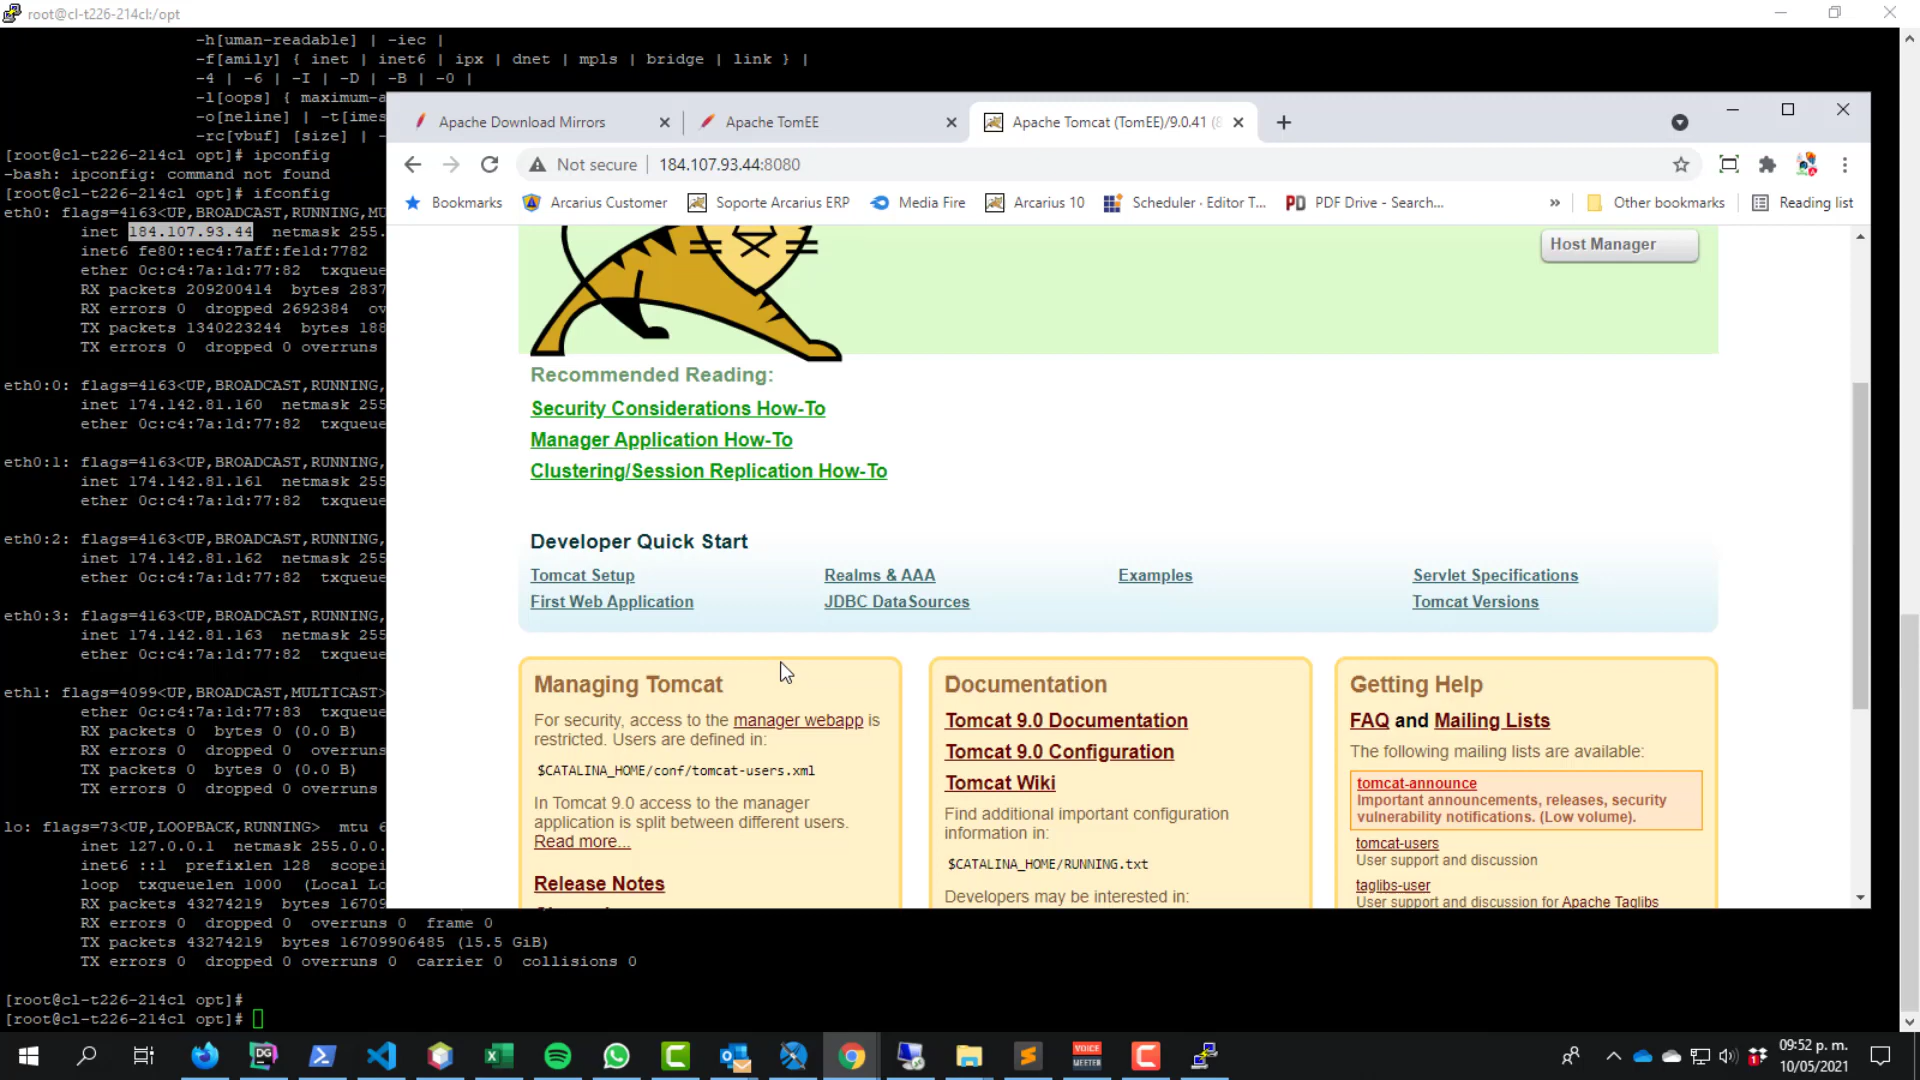 root@cl-t226-214cl:/opt
-h[uman-readable] | -iec |
-f[amily] { inet | inet6 | ipx | dnet | mpls | bridge | link } |
-4 | -6 | -I | -D | -B | -0 |
-l[oops] { maximum-a
-o[neline] | -t[imes
-rc[vbuf] [size] | -
[root@cl-t226-214cl opt]# ipconfig
-bash: ipconfig: command not found
[root@cl-t226-214cl opt]# ifconfig
eth0: flags=4163<UP,BROADCAST,RUNNING,MU
inet 184.107.93.44  netmask 255.
inet6 fe80::ec4:7aff:fe1d:7782
ether 0c:c4:7a:1d:77:82  txqueue
RX packets 209200414  bytes 2837
RX errors 0  dropped 2692384  ov
TX packets 1340223244  bytes 188
TX errors 0  dropped 0 overruns
eth0:0: flags=4163<UP,BROADCAST,RUNNING,
inet 174.142.81.160  netmask 255
ether 0c:c4:7a:1d:77:82  txqueue
eth0:1: flags=4163<UP,BROADCAST,RUNNING,
inet 174.142.81.161  netmask 255
ether 0c:c4:7a:1d:77:82  txqueue
eth0:2: flags=4163<UP,BROADCAST,RUNNING,
inet 174.142.81.162  netmask 255
ether 0c:c4:7a:1d:77:82  txqueue
eth0:3: flags=4163<UP,BROADCAST,RUNNING,
inet 174.142.81.163  netmask 255
ether 0c:c4:7a:1d:77:82  txqueue
eth1: flags=4099<UP,BROADCAST,MULTICAST>
ether 0c:c4:7a:1d:77:83  txqueue
RX packets 0  bytes 0 (0.0 B)
RX errors 0  dropped 0  overruns
TX packets 0  bytes 0 (0.0 B)
TX errors 0  dropped 0 overruns
lo: flags=73<UP,LOOPBACK,RUNNING>  mtu 6
inet 127.0.0.1  netmask 255.0.0.
inet6 ::1  prefixlen 128  scopei
loop  txqueuelen 1000  (Local Lo
RX packets 43274219  bytes 16709
RX errors 0  dropped 0  overruns 0  frame 0
TX packets 43274219  bytes 16709906485 (15.5 GiB)
TX errors 0  dropped 0 overruns 0  carrier 0  collisions 0
[root@cl-t226-214cl opt]#
[root@cl-t226-214cl opt]#
Apache Download Mirrors
Apache TomEE
Apache Tomcat (TomEE)/9.0.41 (8
Not secure
184.107.93.44:8080
Bookmarks
Arcarius Customer
Soporte Arcarius ERP
Media Fire
Arcarius 10
Scheduler · Editor T...
PD
PDF Drive - Search...
»
Other bookmarks
Reading list
Host Manager
Recommended Reading:
Security Considerations How-To
Manager Application How-To
Clustering/Session Replication How-To
Developer Quick Start
Tomcat Setup
Realms & AAA
Examples
Servlet Specifications
First Web Application
JDBC DataSources
Tomcat Versions
Managing Tomcat
For security, access to the manager webapp is
restricted. Users are defined in:
$CATALINA_HOME/conf/tomcat-users.xml
In Tomcat 9.0 access to the manager
application is split between different users.
Read more...
Release Notes
Documentation
Tomcat 9.0 Documentation
Tomcat 9.0 Configuration
Tomcat Wiki
Find additional important configuration
information in:
$CATALINA_HOME/RUNNING.txt
Developers may be interested in:
Getting Help
FAQ and Mailing Lists
The following mailing lists are available:
tomcat-announce
Important announcements, releases, security
vulnerability notifications. (Low volume).
tomcat-users
User support and discussion
taglibs-user
User support and discussion for Apache Taglibs
DG
VOICE
MEETER
09:52 p. m.
10/05/2021